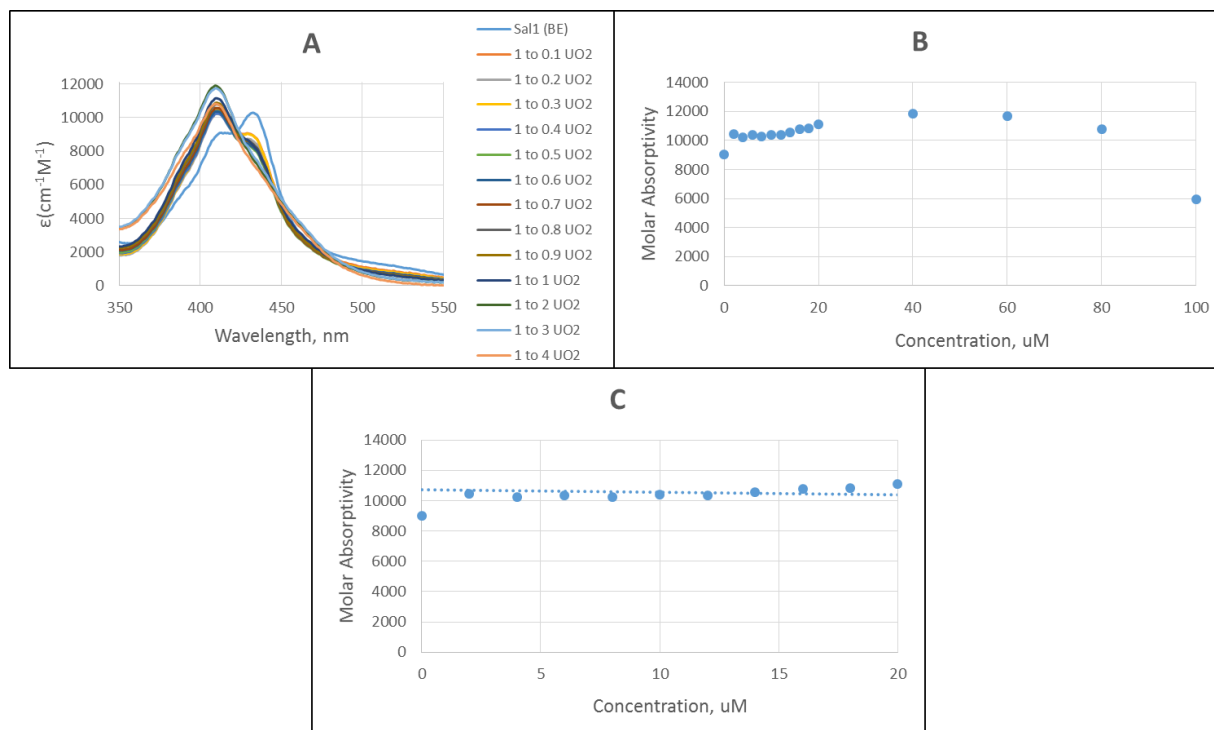 A
ε(cm-1M-1)
12000
10000
8000
6000
4000
2000
0
350
400
450
500
550
Wavelength, nm
Sal1 (BE)
1 to 0.1 UO2
1 to 0.2 UO2
1 to 0.3 UO2
1 to 0.4 UO2
1 to 0.5 UO2
1 to 0.6 UO2
1 to 0.7 UO2
1 to 0.8 UO2
1 to 0.9 UO2
1 to 1 UO2
1 to 2 UO2
1 to 3 UO2
1 to 4 UO2
B
Molar Absorptivity
14000
12000
10000
8000
6000
4000
2000
0
0
20
40
60
80
100
Concentration, uM
C
Molar Absorptivity
14000
12000
10000
8000
6000
4000
2000
0
0
5
10
15
20
Concentration, uM